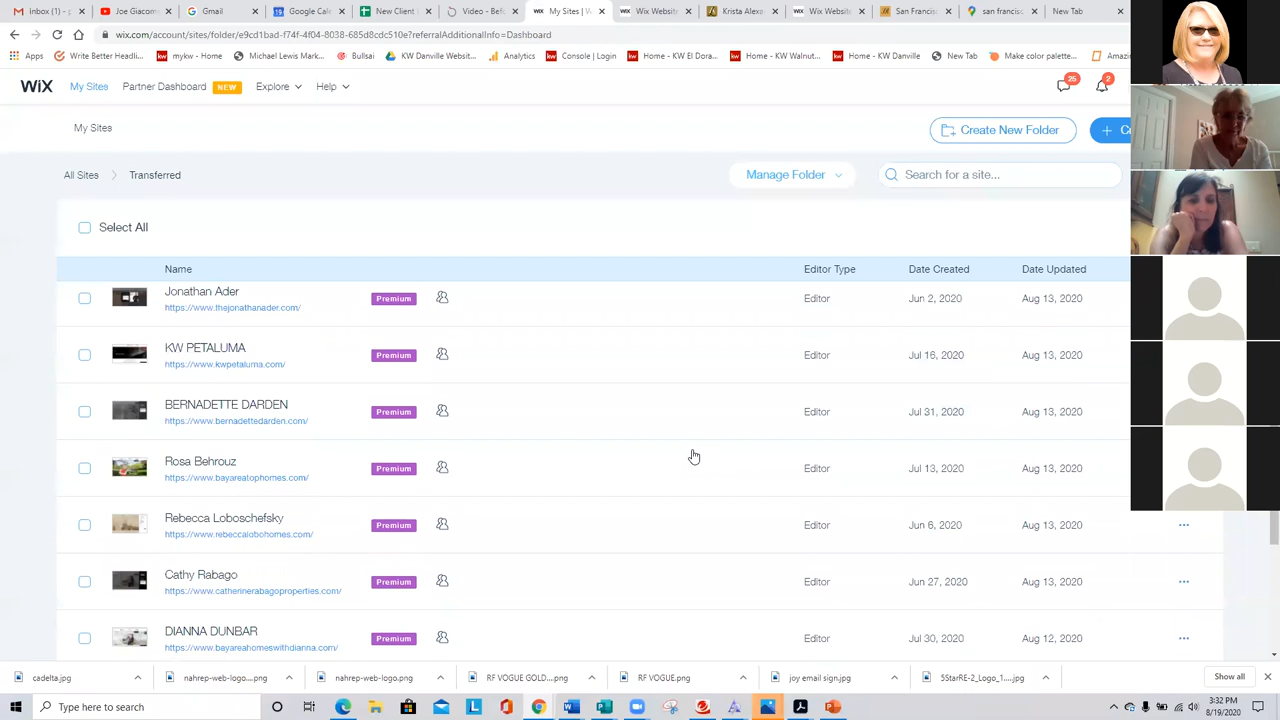 Inbox (
Gmail
Google Cale
New Client
Video - Beh
My Sites | W
Wix Website
Krista Alexa
Wix Website
San Francis
san francisc
New Tab
wix.com/account/sites/folder/e9cd1bad-f74f-4f04-8038-685d8cdc510e?referralAdditionalInfo=Dashboard
Apps
Write Better Headlin...
mykw - Home
Michael Lewis Mark...
Bullsai
KW Danville Websit...
Analytics
Console | Login
Home - KW El Dora...
Home - KW Walnut...
Home - KW Danville
New Tab
Make color palette...
Amazin
WIX
My Sites
Partner Dashboard
NEW
Explore
Help
25
2
My Sites
Create New Folder
All Sites
Transferred
Manage Folder
Search for a site...
Select All
Name Editor Type Date Created Date Updated
Jonathan Ader
https://www.thejonathanader.com/
Premium Editor Jun 2, 2020 Aug 13, 2020
KW PETALUMA
https://www.kwpetaluma.com/
Premium Editor Jul 16, 2020 Aug 13, 2020
BERNADETTE DARDEN
https://www.bernadettedarden.com/
Premium Editor Jul 31, 2020 Aug 13, 2020
Rosa Behrouz
https://www.bayareatophomes.com/
Premium Editor Jul 13, 2020 Aug 13, 2020
Rebecca Loboschefsky
https://www.rebeccalobohomes.com/
Premium Editor Jun 6, 2020 Aug 13, 2020
Cathy Rabago
https://www.catherinerabagoproperties.com/
Premium Editor Jun 27, 2020 Aug 13, 2020
DIANNA DUNBAR
https://www.bayareahomeswithdianna.com/
Premium Editor Jul 30, 2020 Aug 12, 2020
cadelta.jpg
nahrep-web-logo....png
nahrep-web-logo.png
RF VOGUE GOLD....png
RF VOGUE.png
joy email sign.jpg
5StarRE-2_Logo_1....jpg
Show all
Type here to search
3:32 PM
8/19/2020